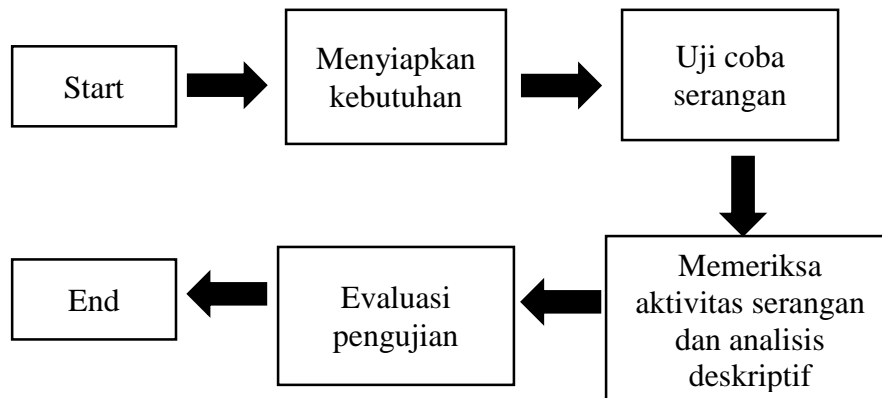 Start
Menyiapkan
kebutuhan
Uji coba
serangan
Memeriksa
aktivitas serangan
dan analisis
deskriptif
Evaluasi
pengujian
End